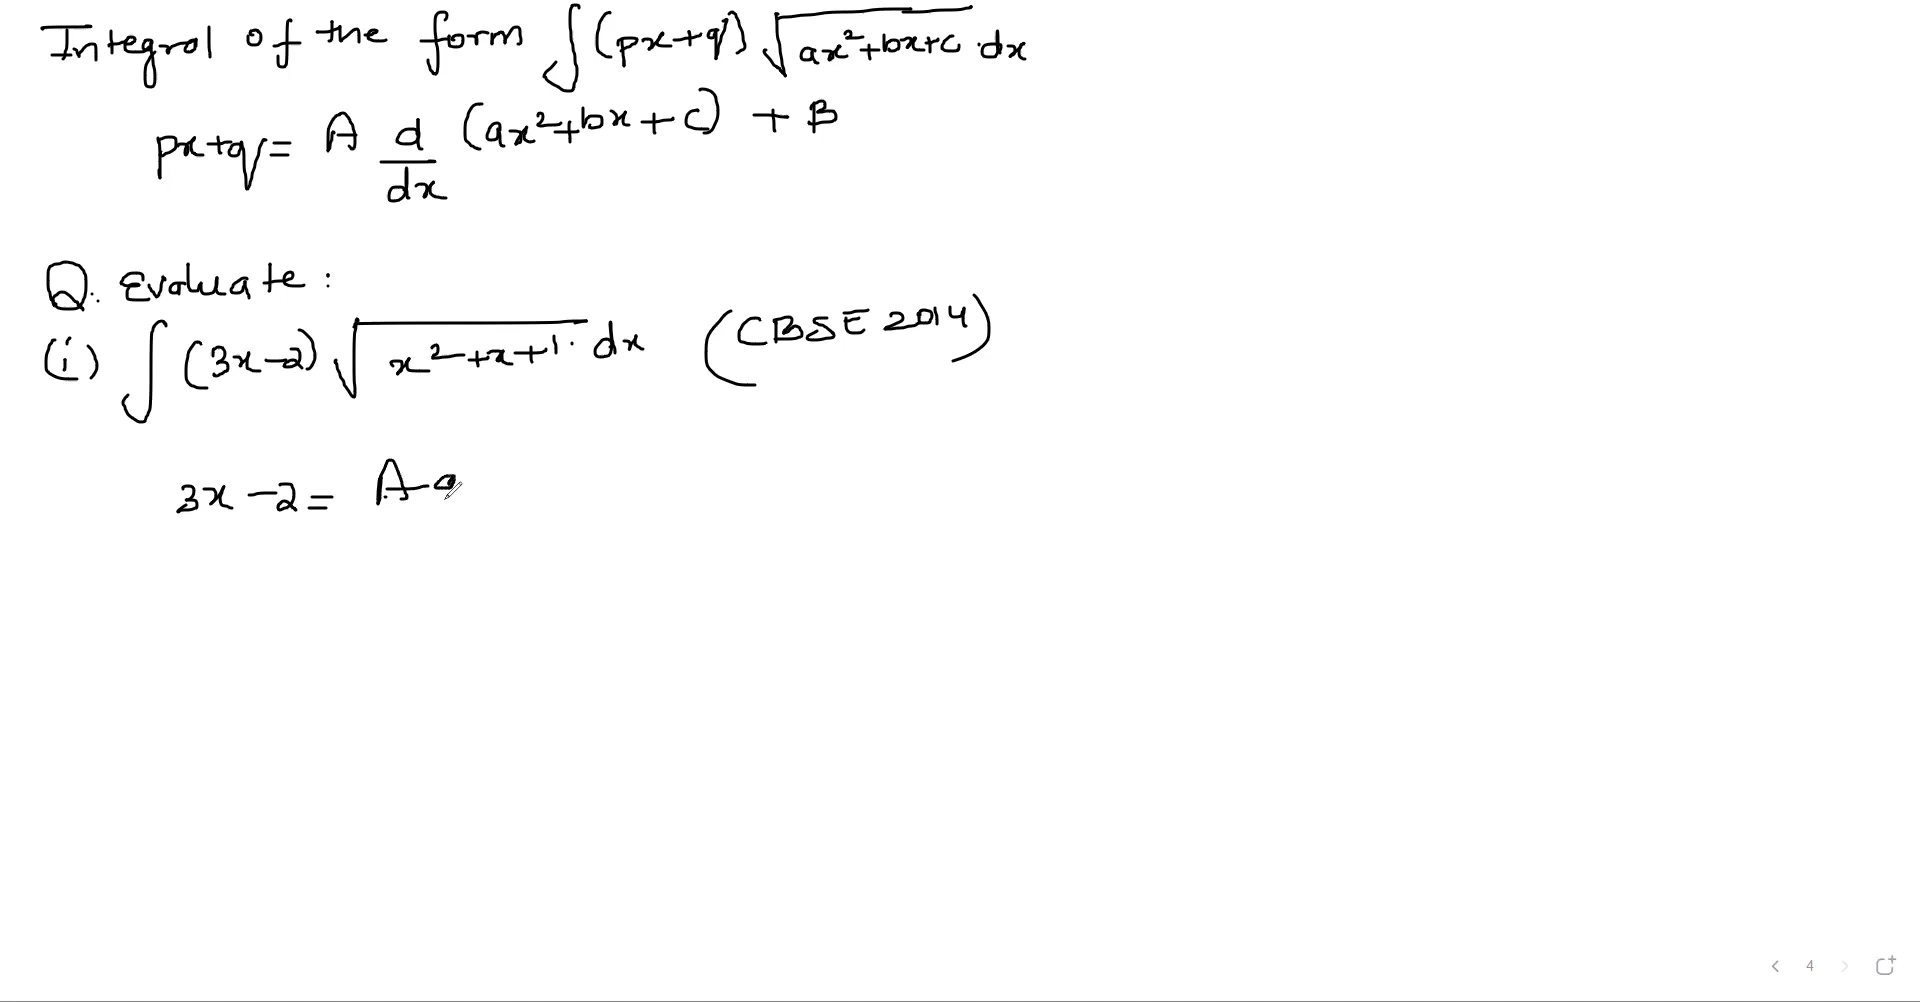 Integral of the form ∫(px+q) √(ax²+bx+c) dx
px+q = A d/dx (ax²+bx+c) + B
Q. Evaluate :
(i) ∫ (3x-2) √(x²+x+1) dx (CBSE 2014)
3x-2 = A
4